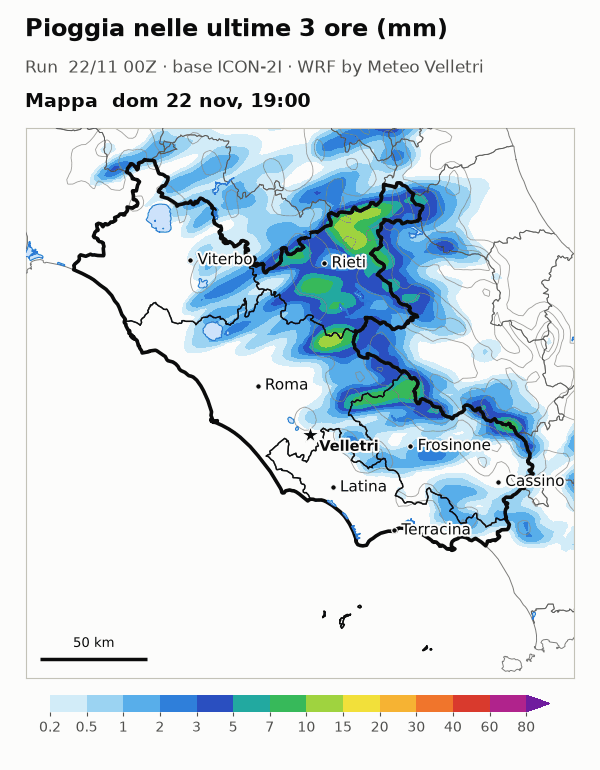 Pioggia nelle ultime 3 ore (mm)
Run  22/11 00Z · base ICON-2I · WRF by Meteo Velletri
Mappa  dom 22 nov, 19:00
Viterbo
Rieti
Roma
Velletri
Frosinone
Latina
Cassino
Terracina
50 km
0.2 0.5 1 2 3 5 7 10 15 20 30 40 60 80